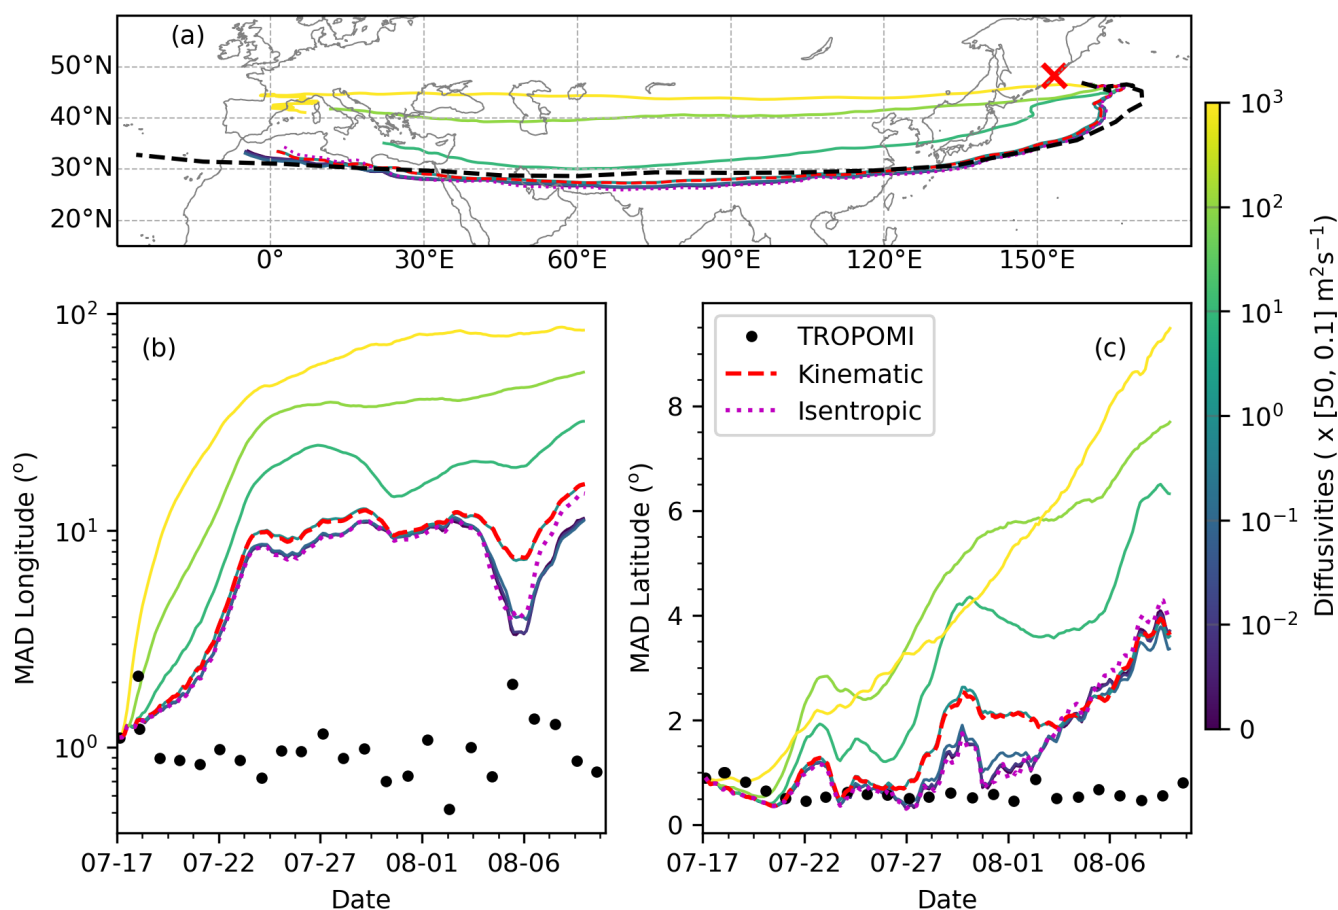 (a)
50°N
40°N
30°N
20°N
0°
30°E
60°E
90°E
120°E
150°E
10³
10²
10¹
10⁰
10⁻¹
10⁻²
0
Diffusivities ( x [50, 0.1] m²s⁻¹
(b)
10²
10¹
10⁰
MAD Longitude (°)
07-17
07-22
07-27
08-01
08-06
Date
TROPOMI
Kinematic
Isentropic
(c)
8
6
4
2
0
MAD Latitude (°)
07-17
07-22
07-27
08-01
08-06
Date